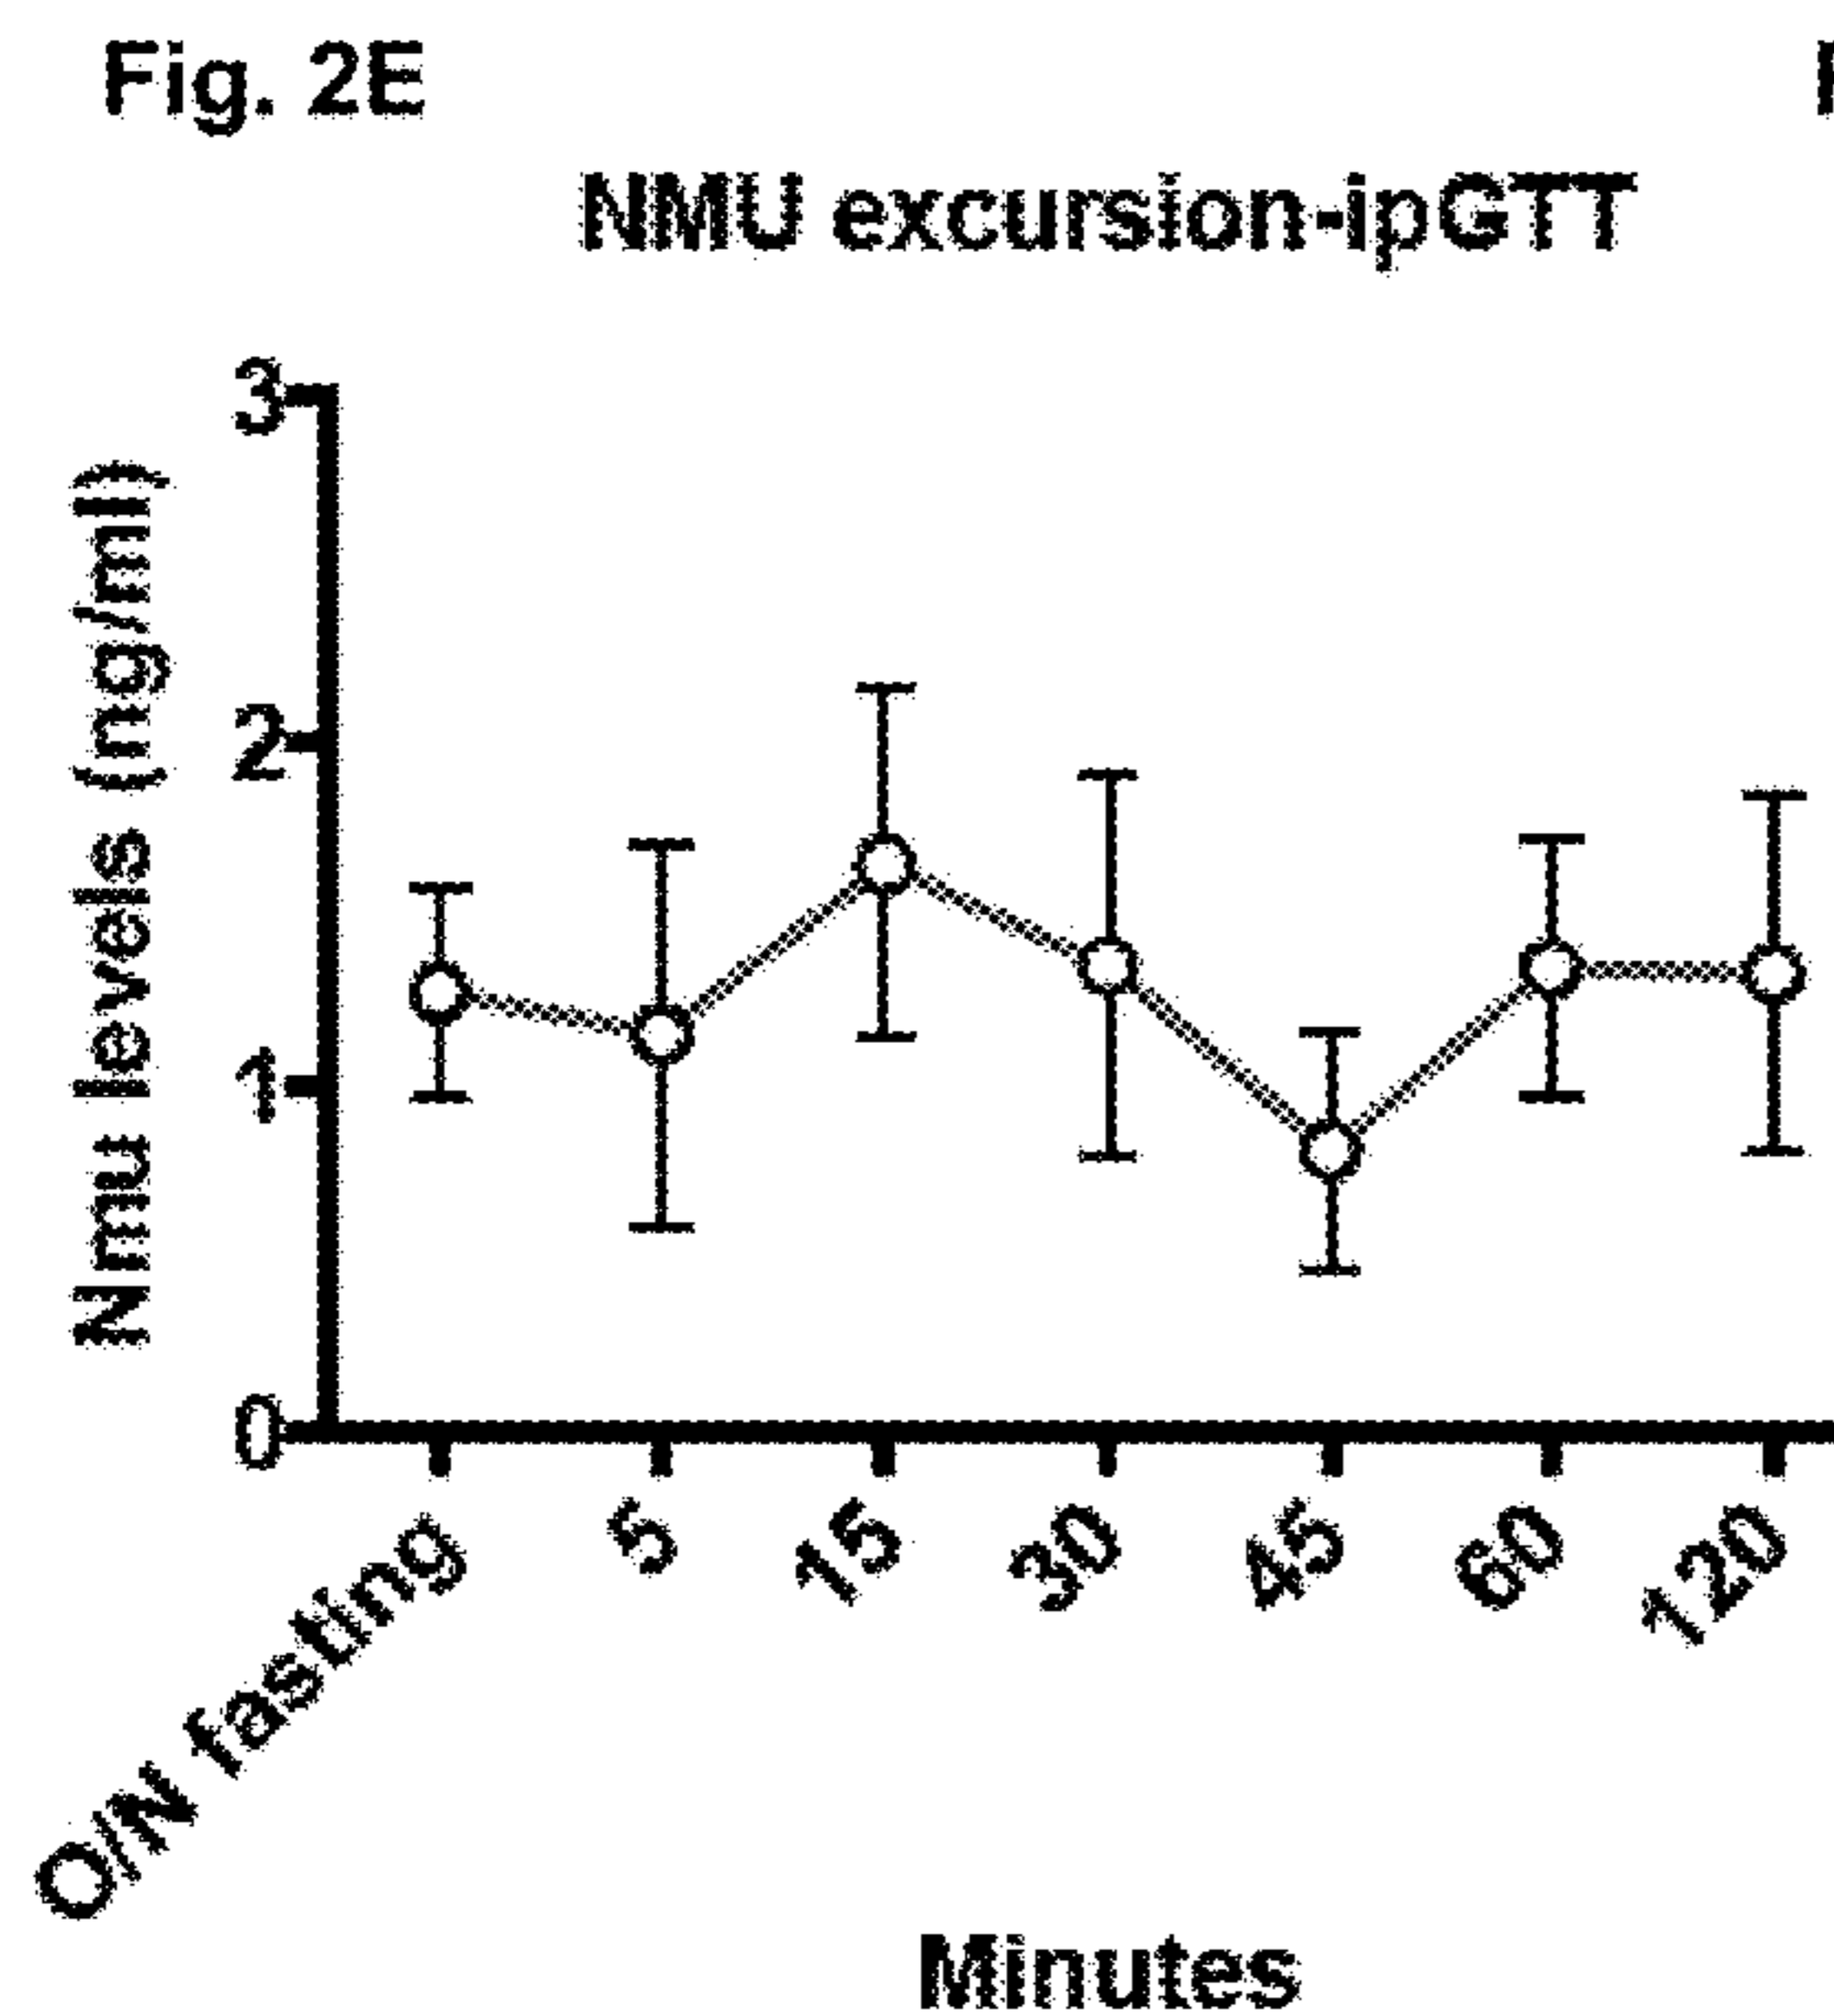 Fig. 2E
NMU excursion-ipGTT
Nmu levels (ng/ml)
3
2
1
0
O/N fasting
5
15
30
45
60
120
Minutes